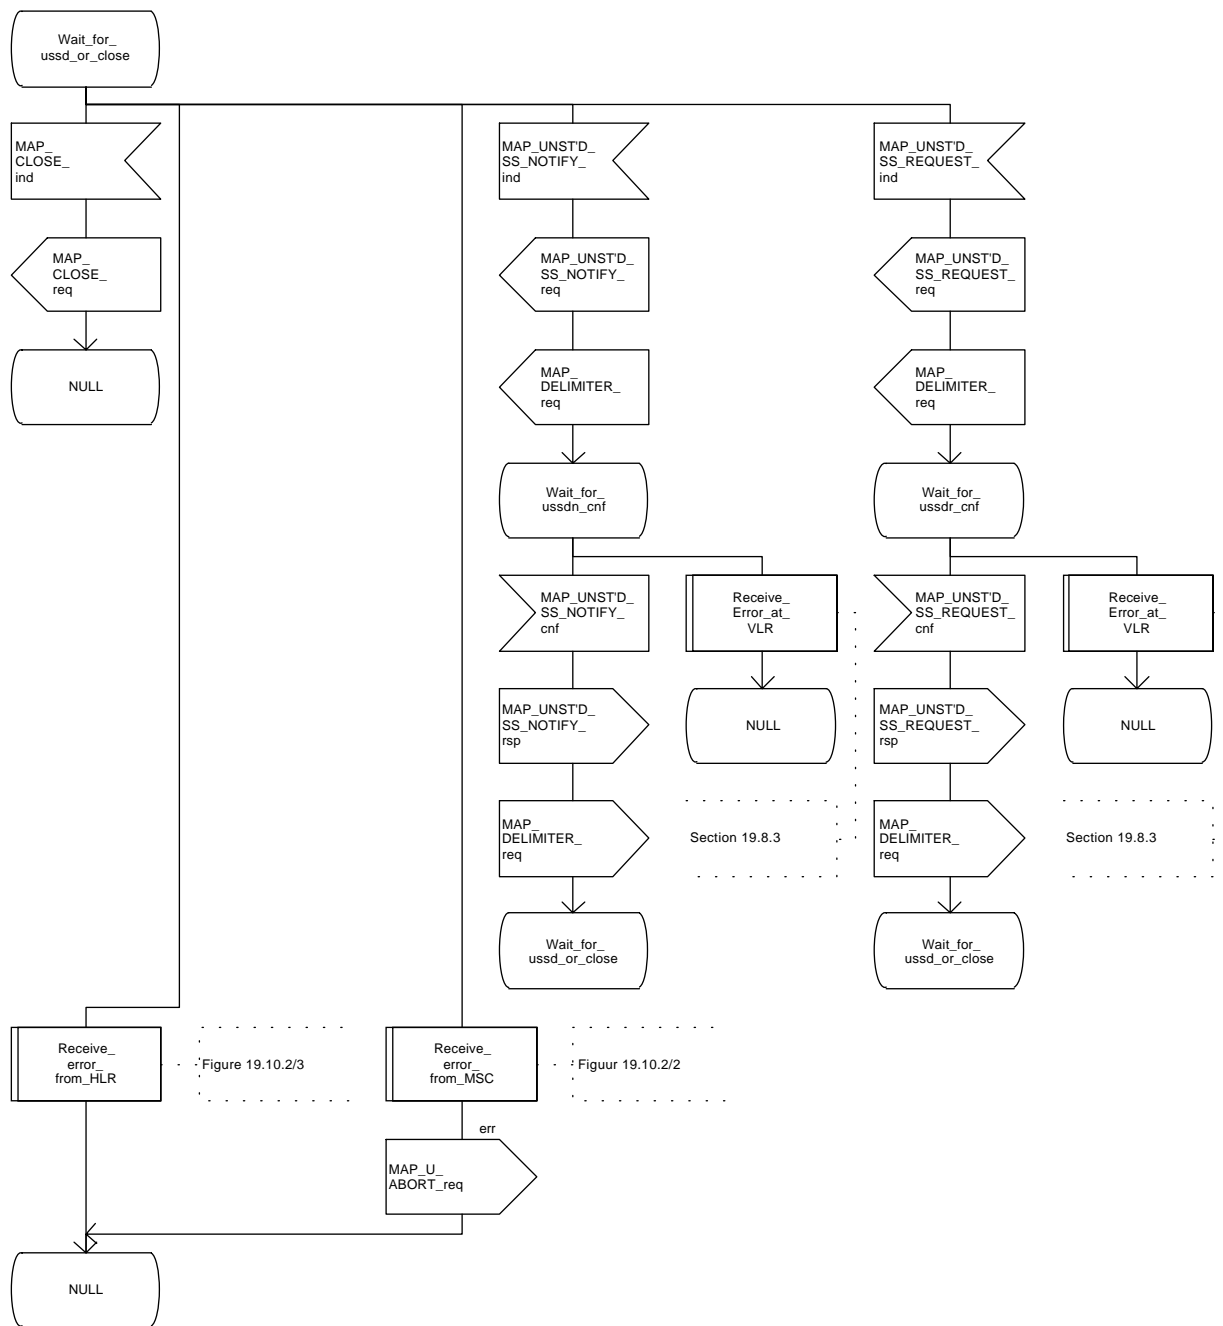 Wait_for_
ussd_or_close
MAP_
CLOSE_
ind
MAP_UNST'D_
SS_NOTIFY_
ind
MAP_UNST'D_
SS_REQUEST_
ind
MAP_
CLOSE_
req
MAP_UNST'D_
SS_NOTIFY_
req
MAP_UNST'D_
SS_REQUEST_
req
NULL
MAP_
DELIMITER_
req
MAP_
DELIMITER_
req
Wait_for_
ussdn_cnf
Wait_for_
ussdr_cnf
MAP_UNST'D_
SS_NOTIFY_
cnf
Receive_
Error_at_
VLR
MAP_UNST'D_
SS_REQUEST_
cnf
Receive_
Error_at_
VLR
MAP_UNST'D_
SS_NOTIFY_
rsp
NULL
MAP_UNST'D_
SS_REQUEST_
rsp
NULL
MAP_
DELIMITER_
req
Section 19.8.3
MAP_
DELIMITER_
req
Section 19.8.3
Wait_for_
ussd_or_close
Wait_for_
ussd_or_close
Receive_
error_
from_HLR
Figure 19.10.2/3
Receive_
error_
from_MSC
Figuur 19.10.2/2
err
MAP_U_
ABORT_req
NULL